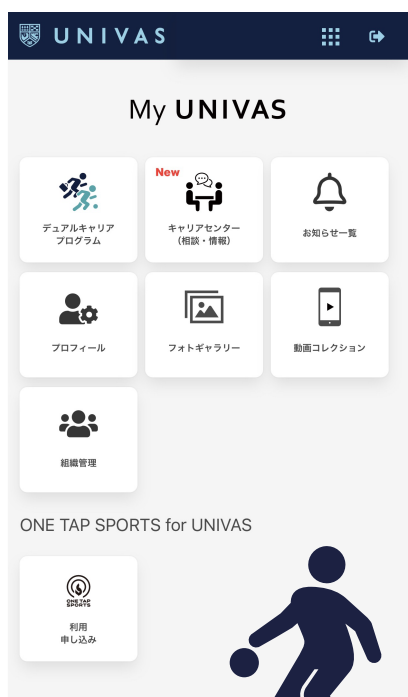 UNIVAS
My UNIVAS
デュアルキャリア
プログラム
New
キャリアセンター
（相談・情報）
お知らせ一覧
プロフィール
フォトギャラリー
動画コレクション
組織管理
ONE TAP SPORTS for UNIVAS
ONE TAP
SPORTS
利用
申し込み